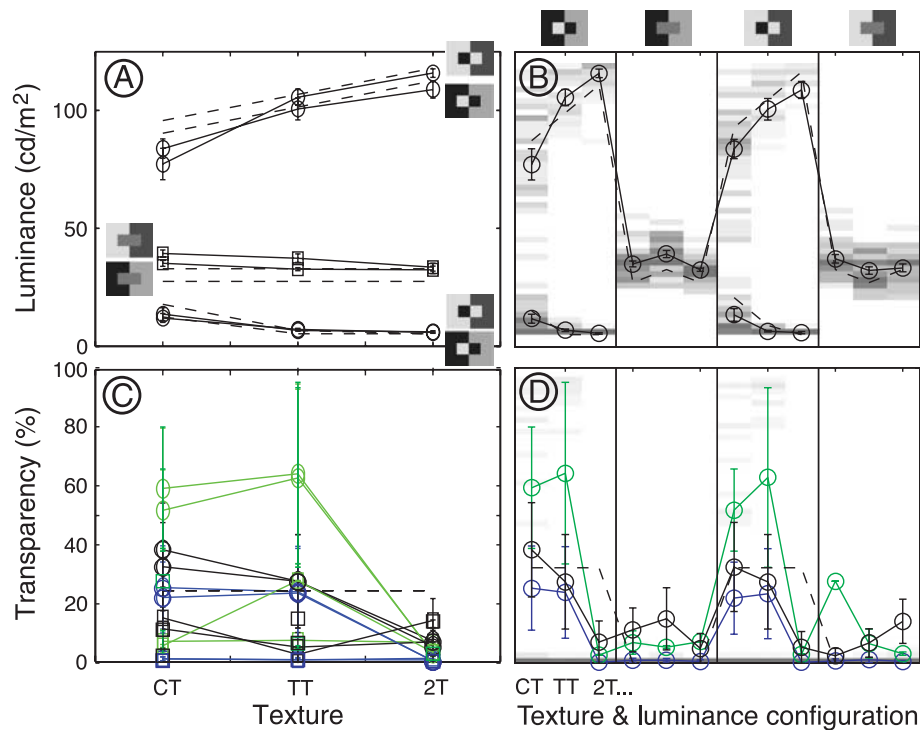 A
B
Luminance (cd/m²)
100
50
0
C
D
Transparency (%)
100
80
60
40
20
0
CT TT 2T
CT TT 2T...
Texture
Texture & luminance configuration